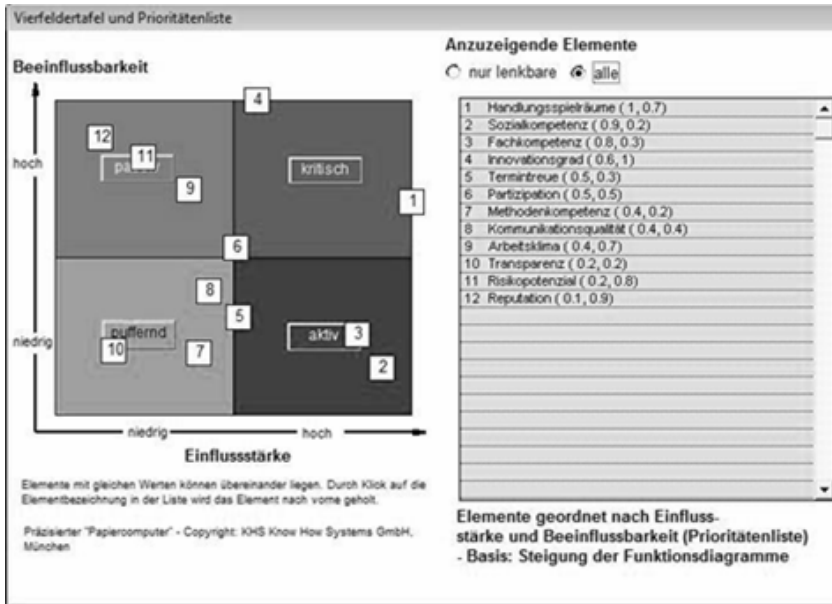 Vierfeldertafel und Prioritätenliste
Beeinflussbarkeit
hoch
niedrig
4
12
11
9
kritisch
1
6
8
5
puffernd
10
7
aktiv
3
2
niedrig
hoch
Einflussstärke
Elemente mit gleichen Werten können übereinander liegen. Durch Klick auf die
Elementbezeichnung in der Liste wird das Element nach vorne geholt.
Präzisierter "Papiercomputer" - Copyright: KHS Know How Systems GmbH,
München
Anzuzeigende Elemente
nur lenkbare alle
1 Handlungsspielräume ( 1, 0.7)
2 Sozialkompetenz ( 0.9, 0.2)
3 Fachkompetenz ( 0.8, 0.3)
4 Innovationsgrad ( 0.6, 1)
5 Termintreue ( 0.5, 0.3)
6 Partizipation ( 0.5, 0.5)
7 Methodenkompetenz ( 0.4, 0.2)
8 Kommunikationsqualität ( 0.4, 0.4)
9 Arbeitsklima ( 0.4, 0.7)
10 Transparenz ( 0.2, 0.2)
11 Risikopotenzial ( 0.2, 0.8)
12 Reputation ( 0.1, 0.9)
Elemente geordnet nach Einfluss-
stärke und Beeinflussbarkeit (Prioritätenliste)
- Basis: Steigung der Funktionsdiagramme